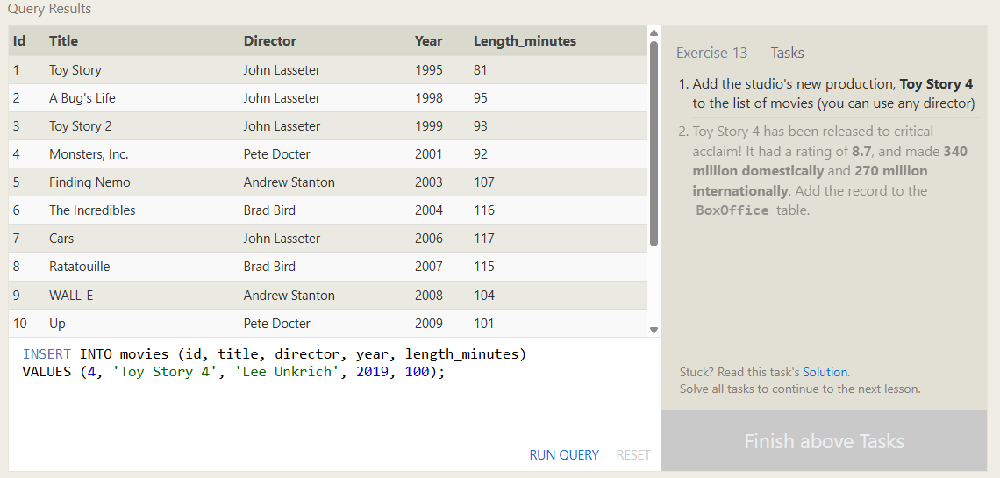 Query Results
Id Title Director Year Length_minutes
1 Toy Story John Lasseter 1995 81
2 A Bug's Life John Lasseter 1998 95
3 Toy Story 2 John Lasseter 1999 93
4 Monsters, Inc. Pete Docter 2001 92
5 Finding Nemo Andrew Stanton 2003 107
6 The Incredibles Brad Bird 2004 116
7 Cars John Lasseter 2006 117
8 Ratatouille Brad Bird 2007 115
9 WALL-E Andrew Stanton 2008 104
10 Up Pete Docter 2009 101
INSERT INTO movies (id, title, director, year, length_minutes)
VALUES (4, 'Toy Story 4', 'Lee Unkrich', 2019, 100);
RUN QUERY RESET
Exercise 13 — Tasks
1. Add the studio's new production, Toy Story 4
to the list of movies (you can use any director)
2. Toy Story 4 has been released to critical
acclaim! It had a rating of 8.7, and made 340
million domestically and 270 million
internationally. Add the record to the
BoxOffice table.
Stuck? Read this task's Solution.
Solve all tasks to continue to the next lesson.
Finish above Tasks